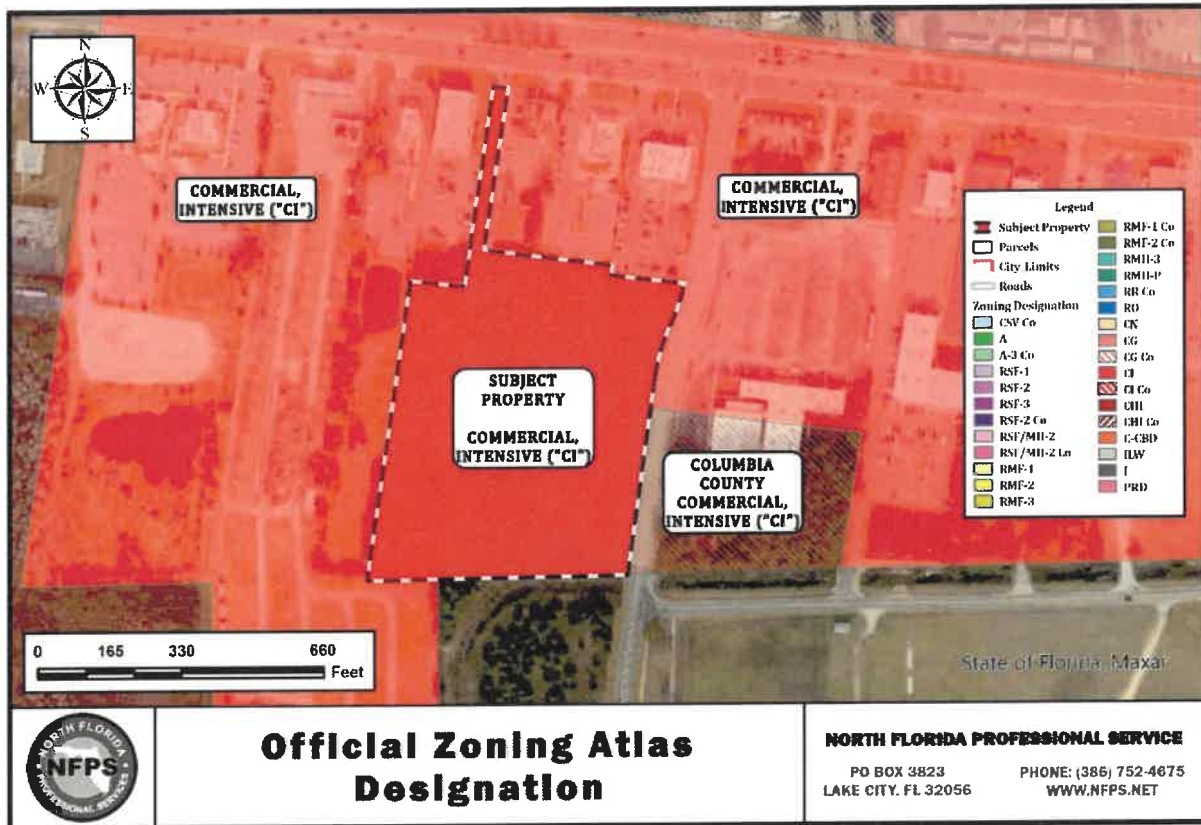 N
W E
S
COMMERCIAL,
INTENSIVE ("CI")
COMMERCIAL,
INTENSIVE ("CI")
SUBJECT
PROPERTY
COMMERCIAL,
INTENSIVE ("CI")
COLUMBIA
COUNTY
COMMERCIAL,
INTENSIVE ("CI")
Legend
Subject Property
Parcels
City Limits
Roads
Zoning Designation
CSV Co
A
A-3 Co
RSF-1
RSF-2
RSF-3
RSF-2 Co
RSF/MH-2
RSF/MH-2 Co
RMF-1
RMF-2
RMF-3
RMF-1 Co
RMF-2 Co
RMH-3
RMH-P
RR Co
RO
CN
CG
CG Co
CI
CI Co
CHI
CHI Co
C-CBD
ILW
I
PRD
0 165 330 660
Feet
State of Florida, Maxar
NORTH FLORIDA
NFPS
PROFESSIONAL SERVICES
Official Zoning Atlas
Designation
NORTH FLORIDA PROFESSIONAL SERVICE
PO BOX 3823
LAKE CITY, FL 32056
PHONE: (386) 752-4675
WWW.NFPS.NET